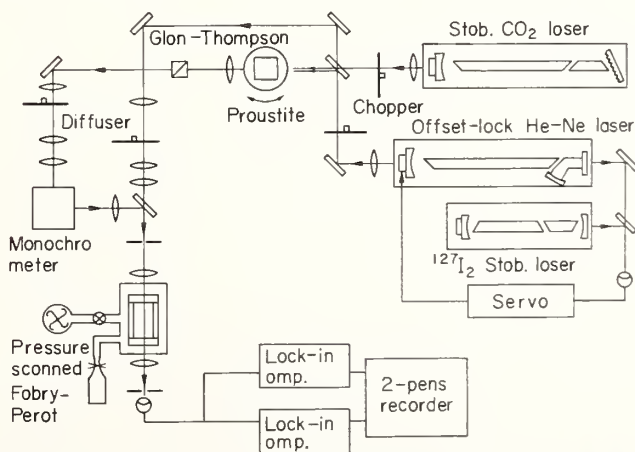 Stob. CO2 loser
Glon-Thompson
Proustite
Chopper
Offset-lock He-Ne laser
Diffuser
Monochro
meter
127I2 Stob. loser
Servo
Pressure
sconned
Fobry-
Perot
Lock-in
omp.
2-pens
recorder
Lock-in
omp.